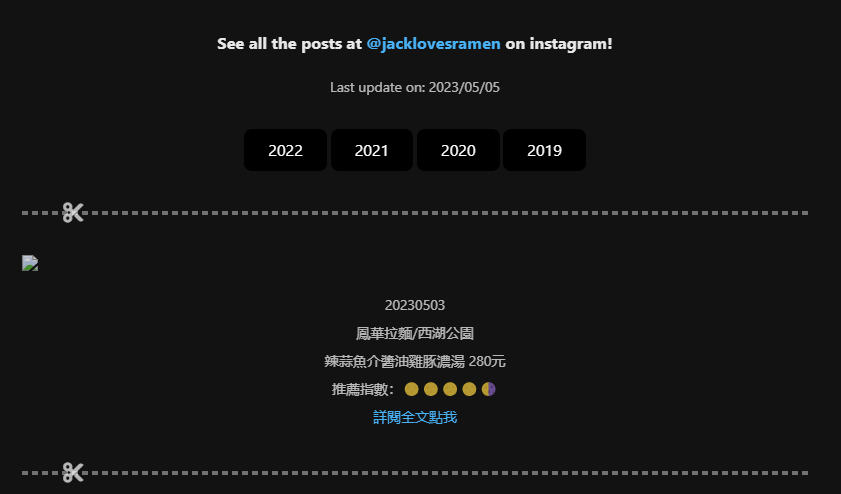 See all the posts at @jacklovesramen on instagram!
Last update on: 2023/05/05
2022 2021 2020 2019
20230503
鳳華拉麵/西湖公園
辣蒜魚介醬油雞豚濃湯 280元
推薦指數：
詳閱全文點我